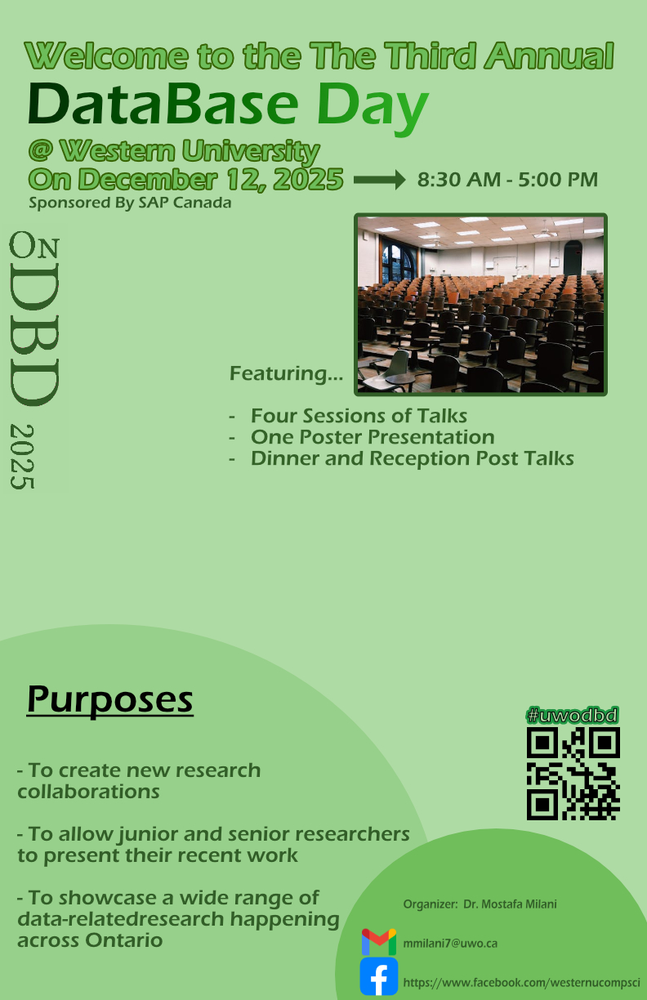 Welcome to the The Third Annual
DataBase Day
@ Western University
On December 12, 2025
8:30 AM - 5:00 PM
Sponsored By SAP Canada
ON
DBD
2025
Featuring...
- Four Sessions of Talks
- One Poster Presentation
- Dinner and Reception Post Talks
Purposes
- To create new research
collaborations
- To allow junior and senior researchers
to present their recent work
- To showcase a wide range of
data-relatedresearch happening
across Ontario
#uwodbd
Organizer: Dr. Mostafa Milani
mmilani7@uwo.ca
https://www.facebook.com/westernucompsci